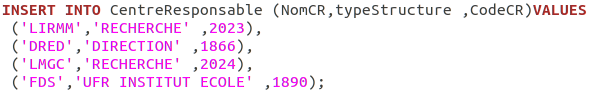 INSERT INTO CentreResponsable (NomCR,typeStructure ,CodeCR)VALUES
('LIRMM','RECHERCHE' ,2023),
('DRED','DIRECTION' ,1866),
('LMGC','RECHERCHE' ,2024),
('FDS','UFR INSTITUT ECOLE' ,1890);